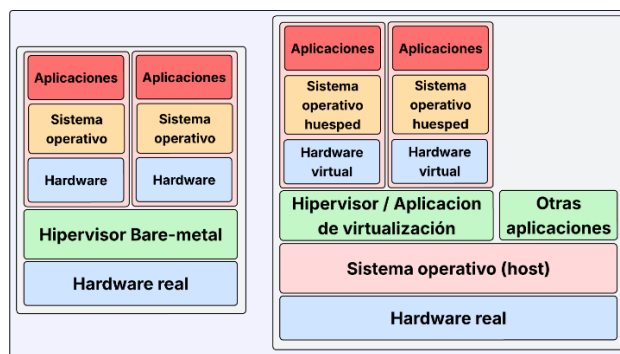 Aplicaciones
Sistema
operativo
Hardware
Aplicaciones
Sistema
operativo
Hardware
Hipervisor Bare-metal
Hardware real
Aplicaciones
Sistema
operativo
huesped
Hardware
virtual
Aplicaciones
Sistema
operativo
huesped
Hardware
virtual
Hipervisor / Aplicacion
de virtualización
Otras
aplicaciones
Sistema operativo (host)
Hardware real